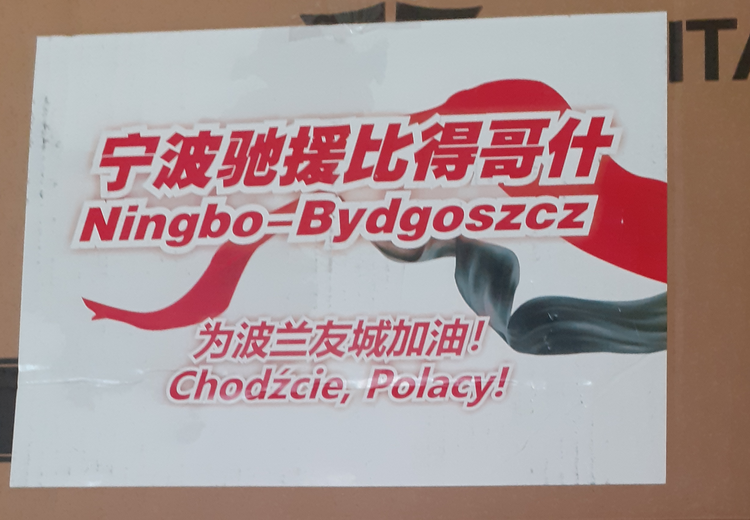 宁波驰援比得哥什
Ningbo-Bydgoszcz
为波兰友城加油!
Chodźcie, Polacy!